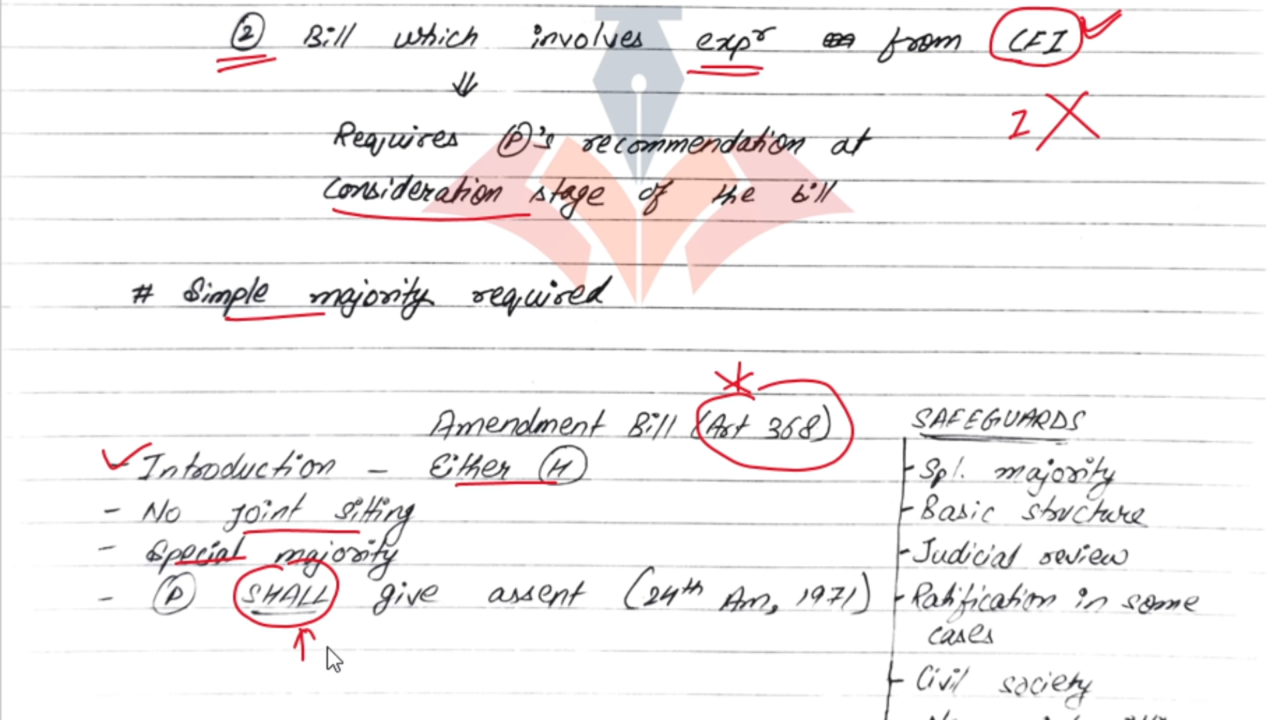 ② Bill which involves expr from CFI
I X
⇓
Requires Ⓟ's recommendation at
consideration stage of the bill
# Simple majority required
Amendment Bill (Art 368)
- Introduction - Either Ⓗ
- No joint sitting
- Special majority
- Ⓟ SHALL give assent (24th Am, 1971)
SAFEGUARDS
- Spl. majority
- Basic structure
- Judicial review
- Ratification in some
cases
- Civil society